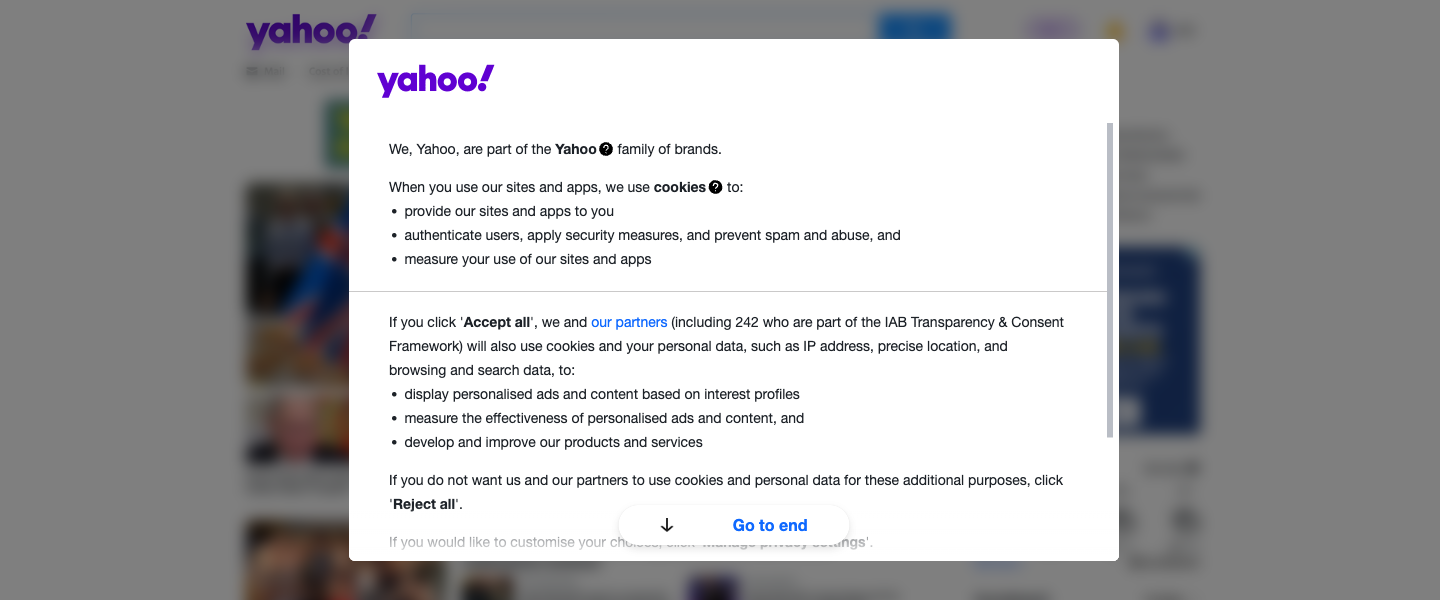 yahoo!
yahoo!
We, Yahoo, are part of the Yahoo family of brands.
When you use our sites and apps, we use cookies to:
• provide our sites and apps to you
• authenticate users, apply security measures, and prevent spam and abuse, and
• measure your use of our sites and apps
If you click 'Accept all', we and our partners (including 242 who are part of the IAB Transparency & Consent
Framework) will also use cookies and your personal data, such as IP address, precise location, and
browsing and search data, to:
• display personalised ads and content based on interest profiles
• measure the effectiveness of personalised ads and content, and
• develop and improve our products and services
If you do not want us and our partners to use cookies and personal data for these additional purposes, click
'Reject all'.
Go to end
If you would like to customise your choices, click 'Manage privacy settings'.